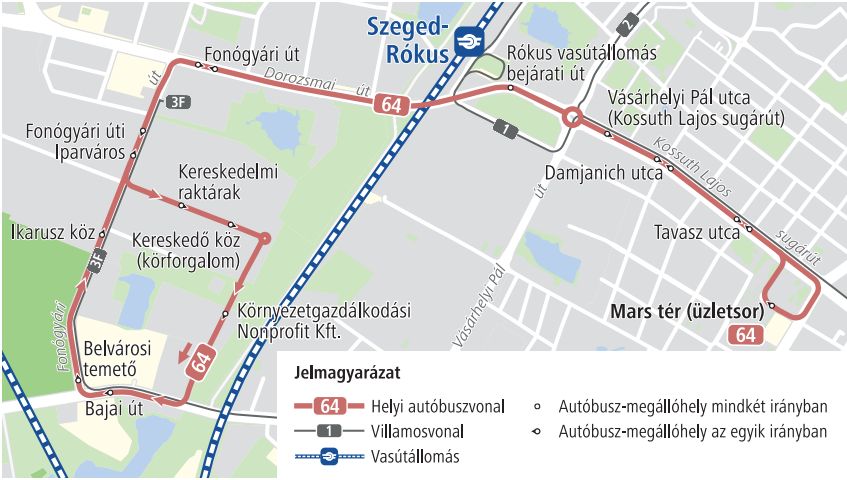 Szeged-
Rókus
2
Fonógyári út
Rókus vasútállomás
bejárati út
Dorozsmai út
64
út
3F
Vásárhelyi Pál utca
(Kossuth Lajos sugárút)
1
Fonógyári úti
Iparváros
Kereskedelmi
raktárak
Damjanich utca
Kossuth Lajos
sugárút
út
Ikarusz köz
Kereskedő köz
(körforgalom)
Tavasz utca
3F
Környezetgazdálkodási
Nonprofit Kft.
Mars tér (üzletsor)
64
Vásárhelyi Pál
Fonógyári
Belvárosi
temető
64
Bajai út
Jelmagyarázat
64 Helyi autóbuszvonal
1 Villamosvonal
Vasútállomás
Autóbusz-megállóhely mindkét irányban
Autóbusz-megállóhely az egyik irányban